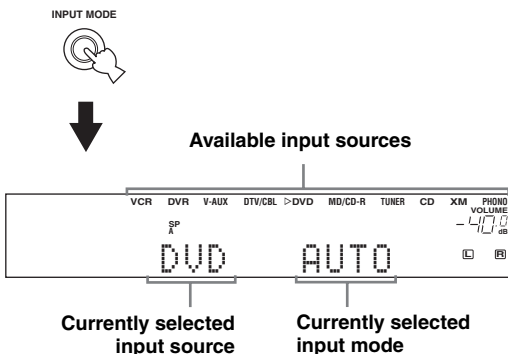 INPUT MODE
Available input sources
VCR DVR V-AUX DTV/CBL ▷DVD MD/CD-R TUNER CD XM PHONO
VOLUME
SP
A
-40.0 dB
DVD AUTO
L R
Currently selected
input source
Currently selected
input mode